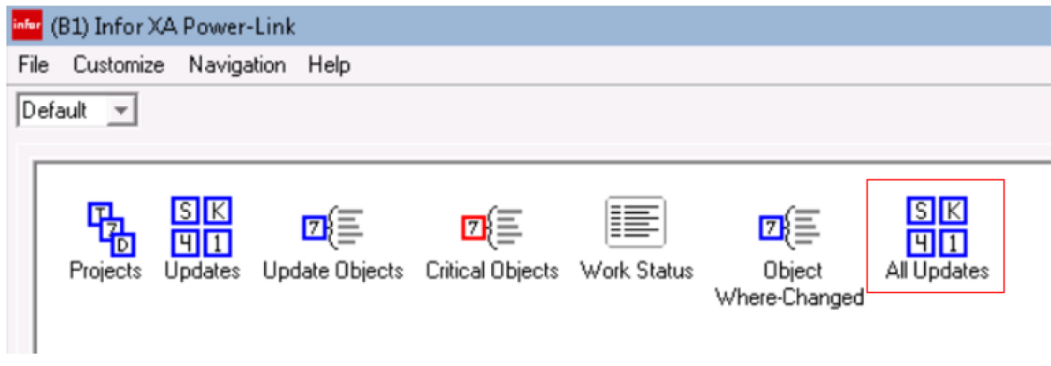 infor (B1) Infor XA Power-Link
File Customize Navigation Help
Default
T 7 D
S K
4 1
7
7
7
S K
4 1
Projects Updates Update Objects Critical Objects Work Status Object Where-Changed All Updates